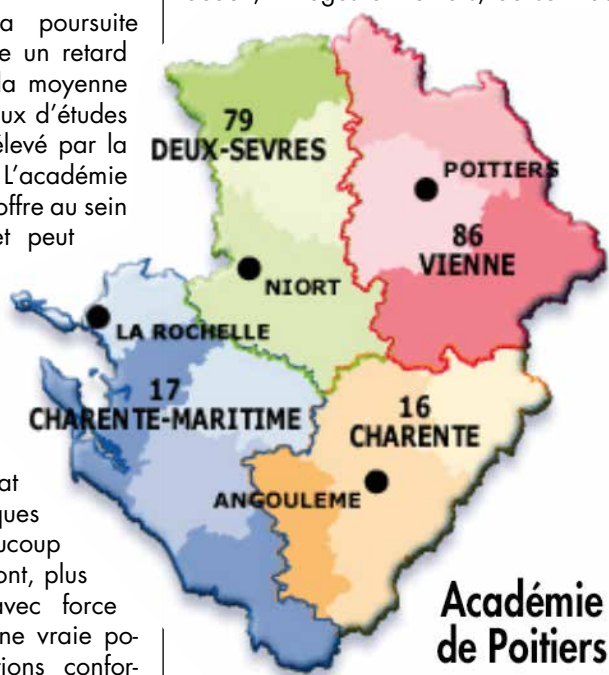 a poursuite
e un retard
la moyenne
ux d'études
élevé par la
L'académie
offre au sein
et peut
79
DEUX-SEVRES
POITIERS
86
VIENNE
NIORT
LA ROCHELLE
17
CHARENTE-MARITIME
16
CHARENTE
ANGOULEME
at
ques
ucoup
ont, plus
avec force
ne vraie po-
tions confor-
Académie
de Poitiers